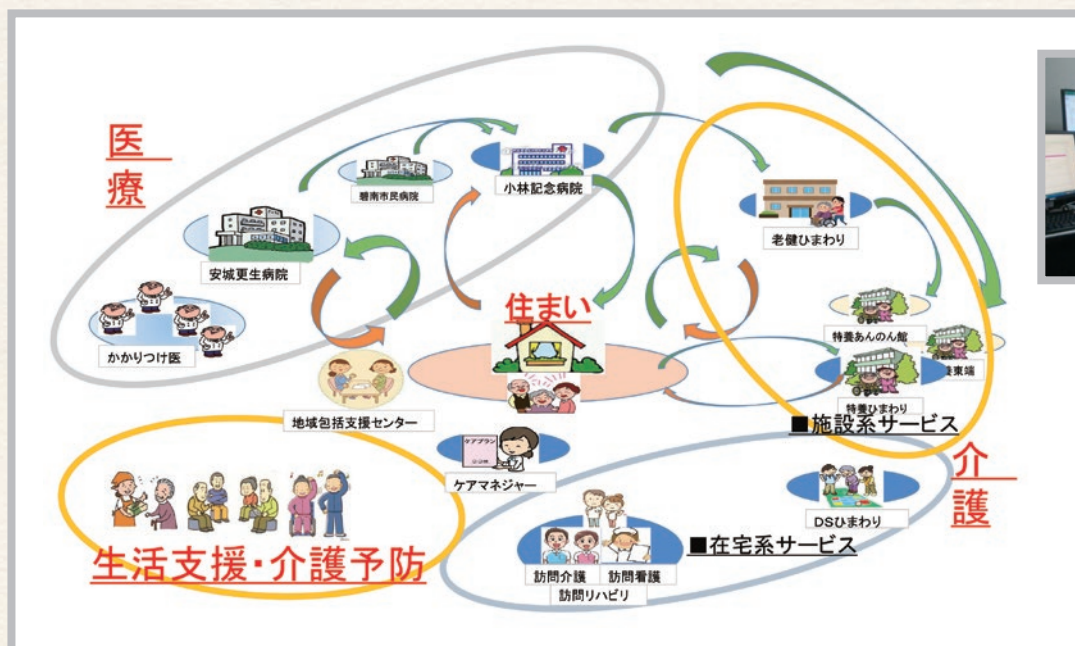 医
療
碧南市民病院
小林記念病院
安城更生病院
かかりつけ医
老健ひまわり
住まい
特養あんのん館
東端
特養ひまわり
■施設系サービス
地域包括支援センター
ケアプラン
ケアマネジャー
介
護
DSひまわり
■在宅系サービス
訪問介護
訪問看護
訪問リハビリ
生活支援・介護予防